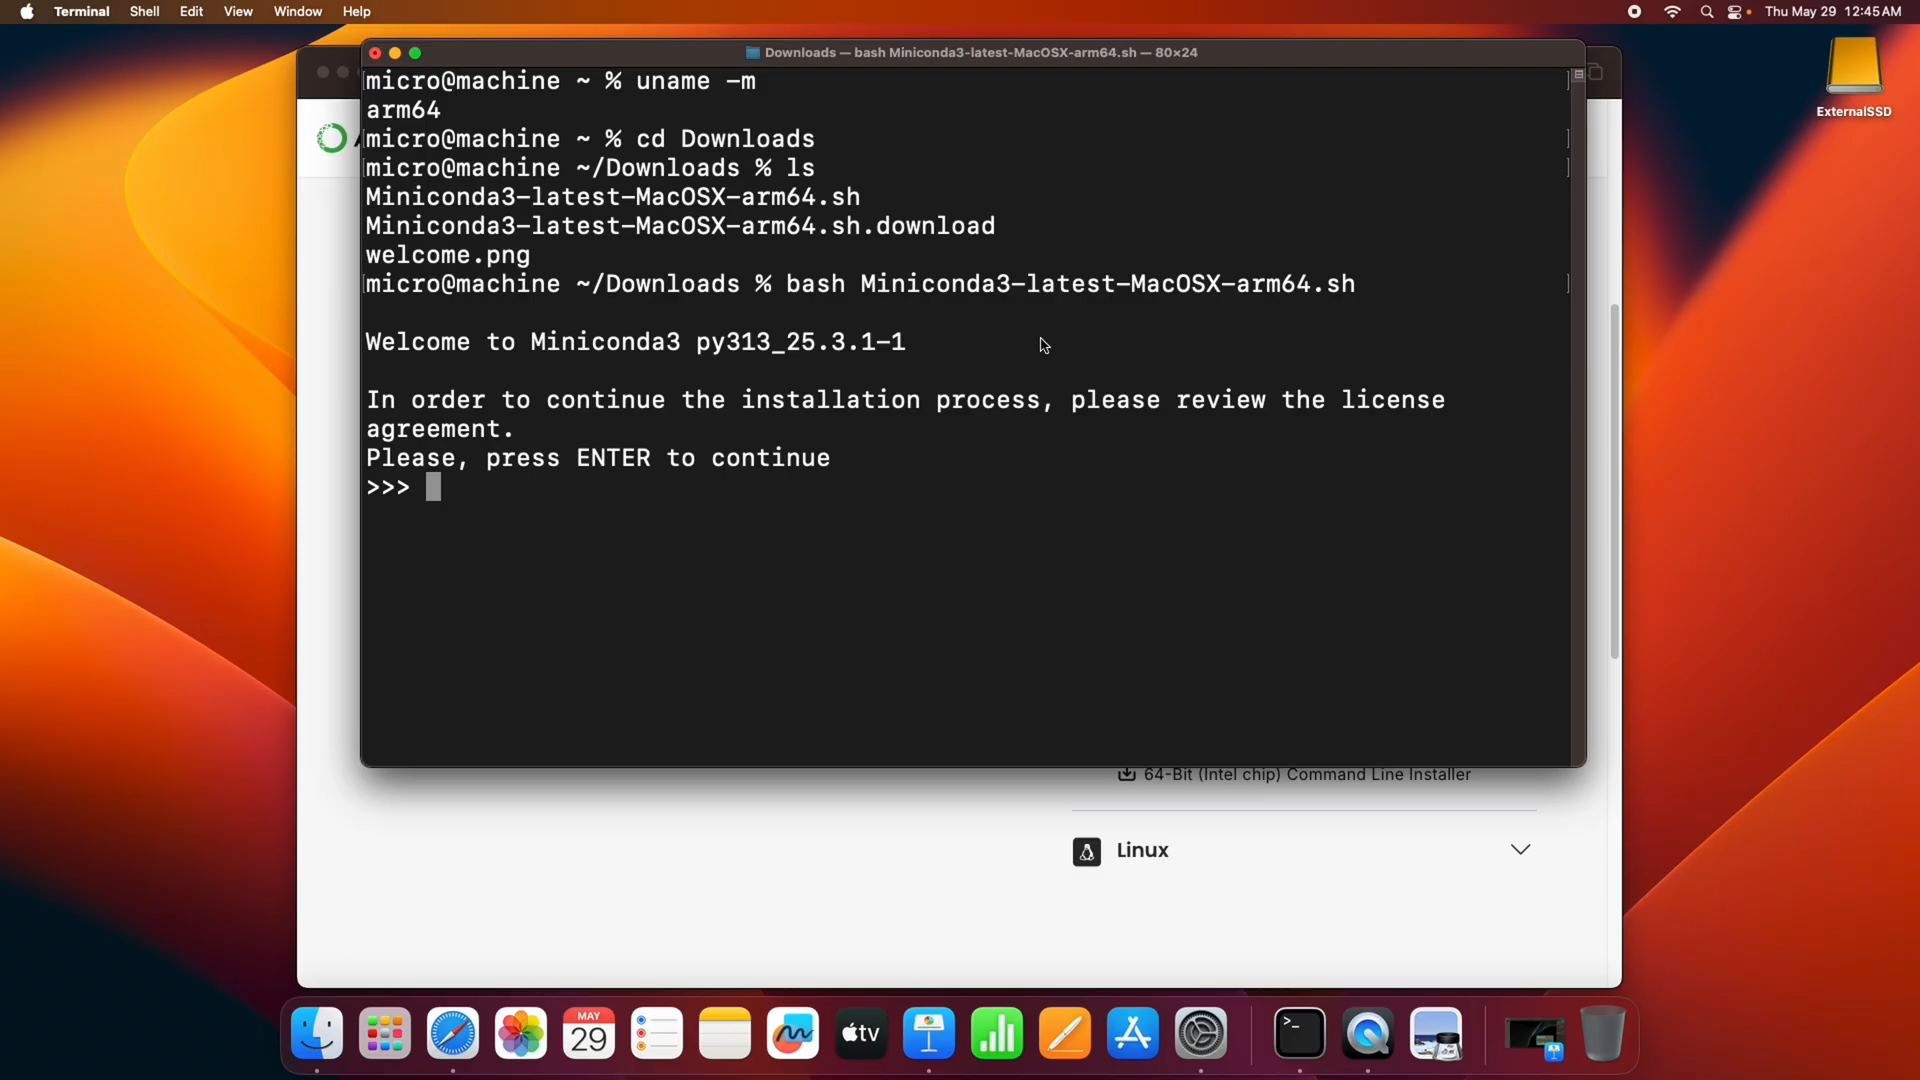 Terminal Shell Edit View Window Help
Thu May 29 12:45 AM
Downloads — bash Miniconda3-latest-MacOSX-arm64.sh — 80×24
micro@machine ~ % uname -m
arm64
micro@machine ~ % cd Downloads
micro@machine ~/Downloads % ls
Miniconda3-latest-MacOSX-arm64.sh
Miniconda3-latest-MacOSX-arm64.sh.download
welcome.png
micro@machine ~/Downloads % bash Miniconda3-latest-MacOSX-arm64.sh
Welcome to Miniconda3 py313_25.3.1-1
In order to continue the installation process, please review the license
agreement.
Please, press ENTER to continue
>>>
ExternalSSD
64-Bit (Intel chip) Command Line Installer
Linux
MAY
29
tv
>_